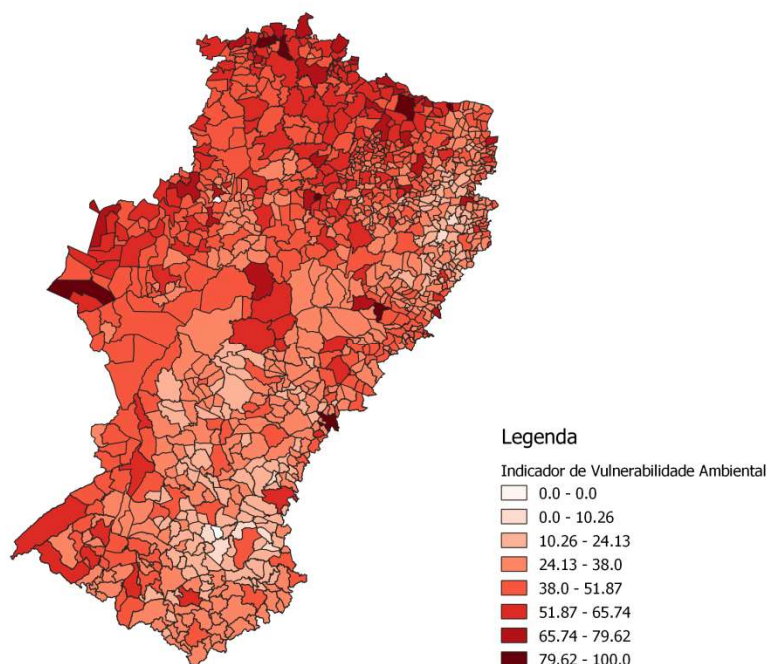 Legenda
Indicador de Vulnerabilidade Ambiental
0.0 - 0.0
0.0 - 10.26
10.26 - 24.13
24.13 - 38.0
38.0 - 51.87
51.87 - 65.74
65.74 - 79.62
79.62 - 100.0